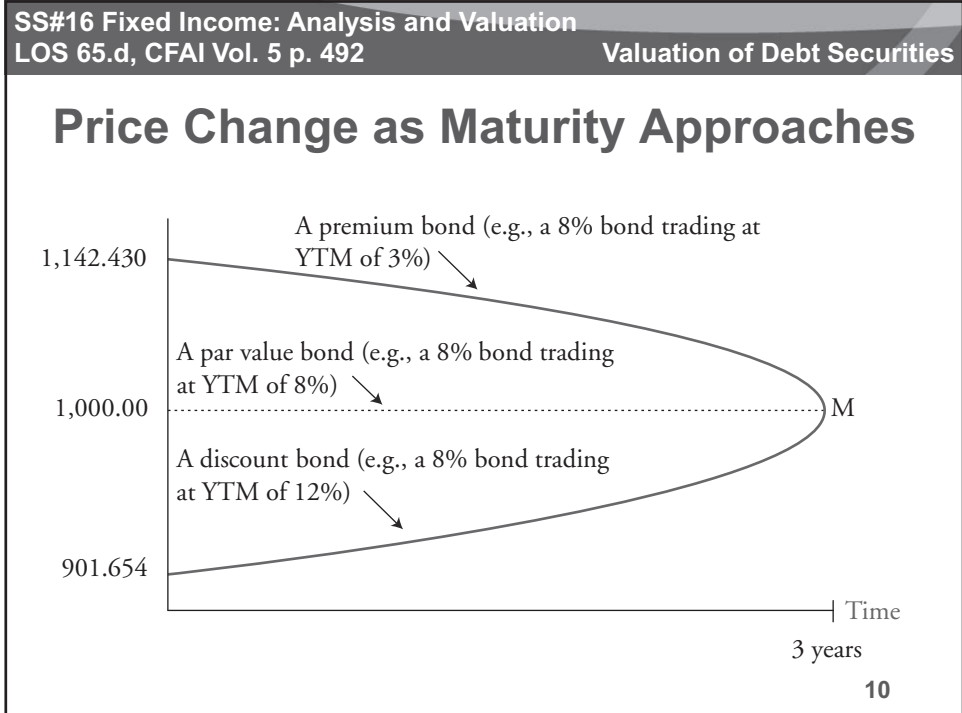 SS#16 Fixed Income: Analysis and Valuation
LOS 65.d, CFAI Vol. 5 p. 492 Valuation of Debt Securities
Price Change as Maturity Approaches
A premium bond (e.g., a 8% bond trading at
YTM of 3%)
1,142.430
A par value bond (e.g., a 8% bond trading
at YTM of 8%)
1,000.00
M
A discount bond (e.g., a 8% bond trading
at YTM of 12%)
901.654
Time
3 years
10